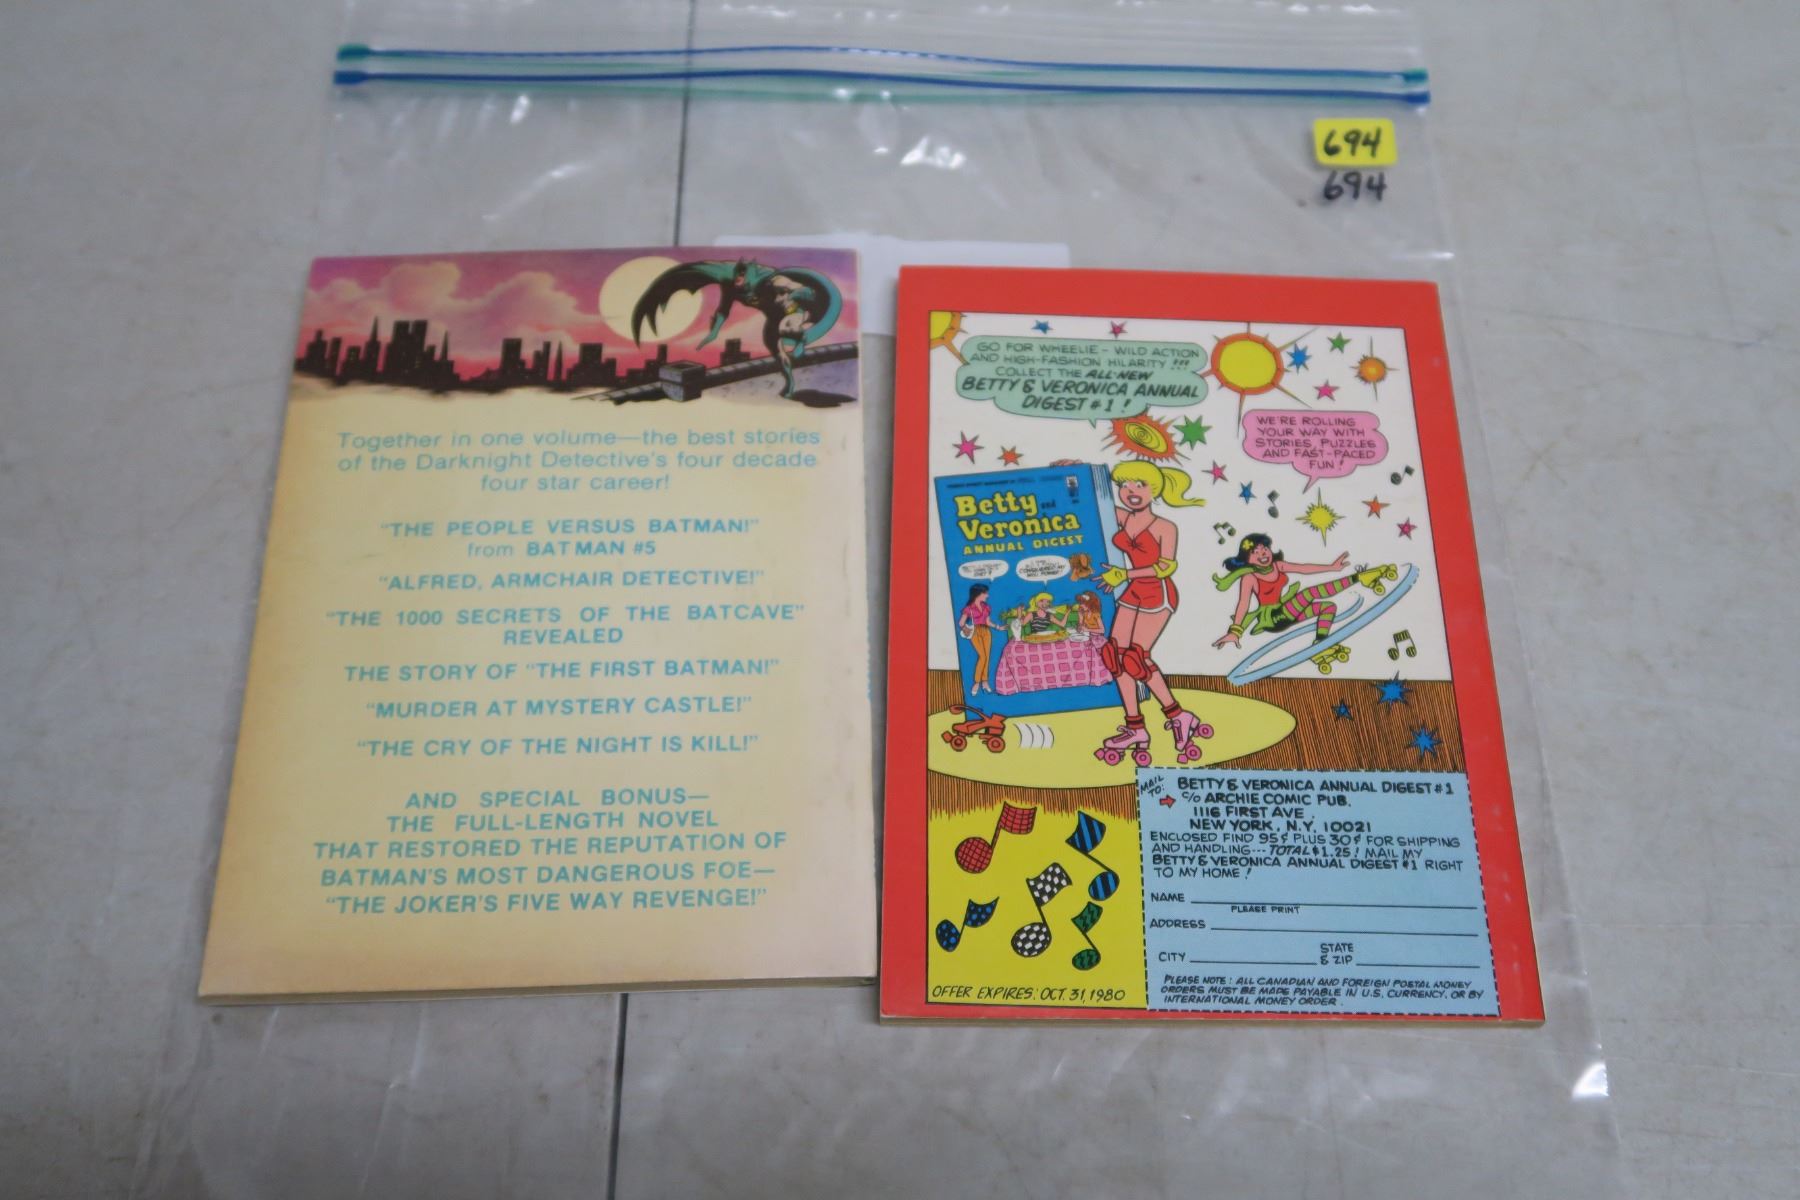 694
694
Together in one volume—the best stories
of the Darknight Detective's four decade
four star career!
"THE PEOPLE VERSUS BATMAN!"
from BATMAN #5
"ALFRED, ARMCHAIR DETECTIVE!"
"THE 1000 SECRETS OF THE BATCAVE"
REVEALED
THE STORY OF "THE FIRST BATMAN!"
"MURDER AT MYSTERY CASTLE!"
"THE CRY OF THE NIGHT IS KILL!"
AND SPECIAL BONUS—
THE FULL-LENGTH NOVEL
THAT RESTORED THE REPUTATION OF
BATMAN'S MOST DANGEROUS FOE—
"THE JOKER'S FIVE WAY REVENGE!"
GO FOR WHEELIE - WILD ACTION
AND HIGH-FASHION HILARITY !!!
COLLECT THE ALL-NEW
BETTY & VERONICA ANNUAL
DIGEST #1!
WE'RE ROLLING
YOUR WAY WITH
STORIES, PUZZLES
AND FAST-PACED
FUN!
Betty and
Veronica
ANNUAL DIGEST
MAIL TO:
BETTY & VERONICA ANNUAL DIGEST #1
c/o ARCHIE COMIC PUB.
1116 FIRST AVE.
NEW YORK, N.Y. 10021
ENCLOSED FIND 95¢ PLUS 30¢ FOR SHIPPING
AND HANDLING--- TOTAL $1.25! MAIL MY
BETTY & VERONICA ANNUAL DIGEST #1 RIGHT
TO MY HOME!
NAME
PLEASE PRINT
ADDRESS
CITY
STATE
& ZIP
PLEASE NOTE: ALL CANADIAN AND FOREIGN POSTAL MONEY
ORDERS MUST BE MADE PAYABLE IN U.S. CURRENCY, OR BY
INTERNATIONAL MONEY ORDER.
OFFER EXPIRES: OCT. 31, 1980